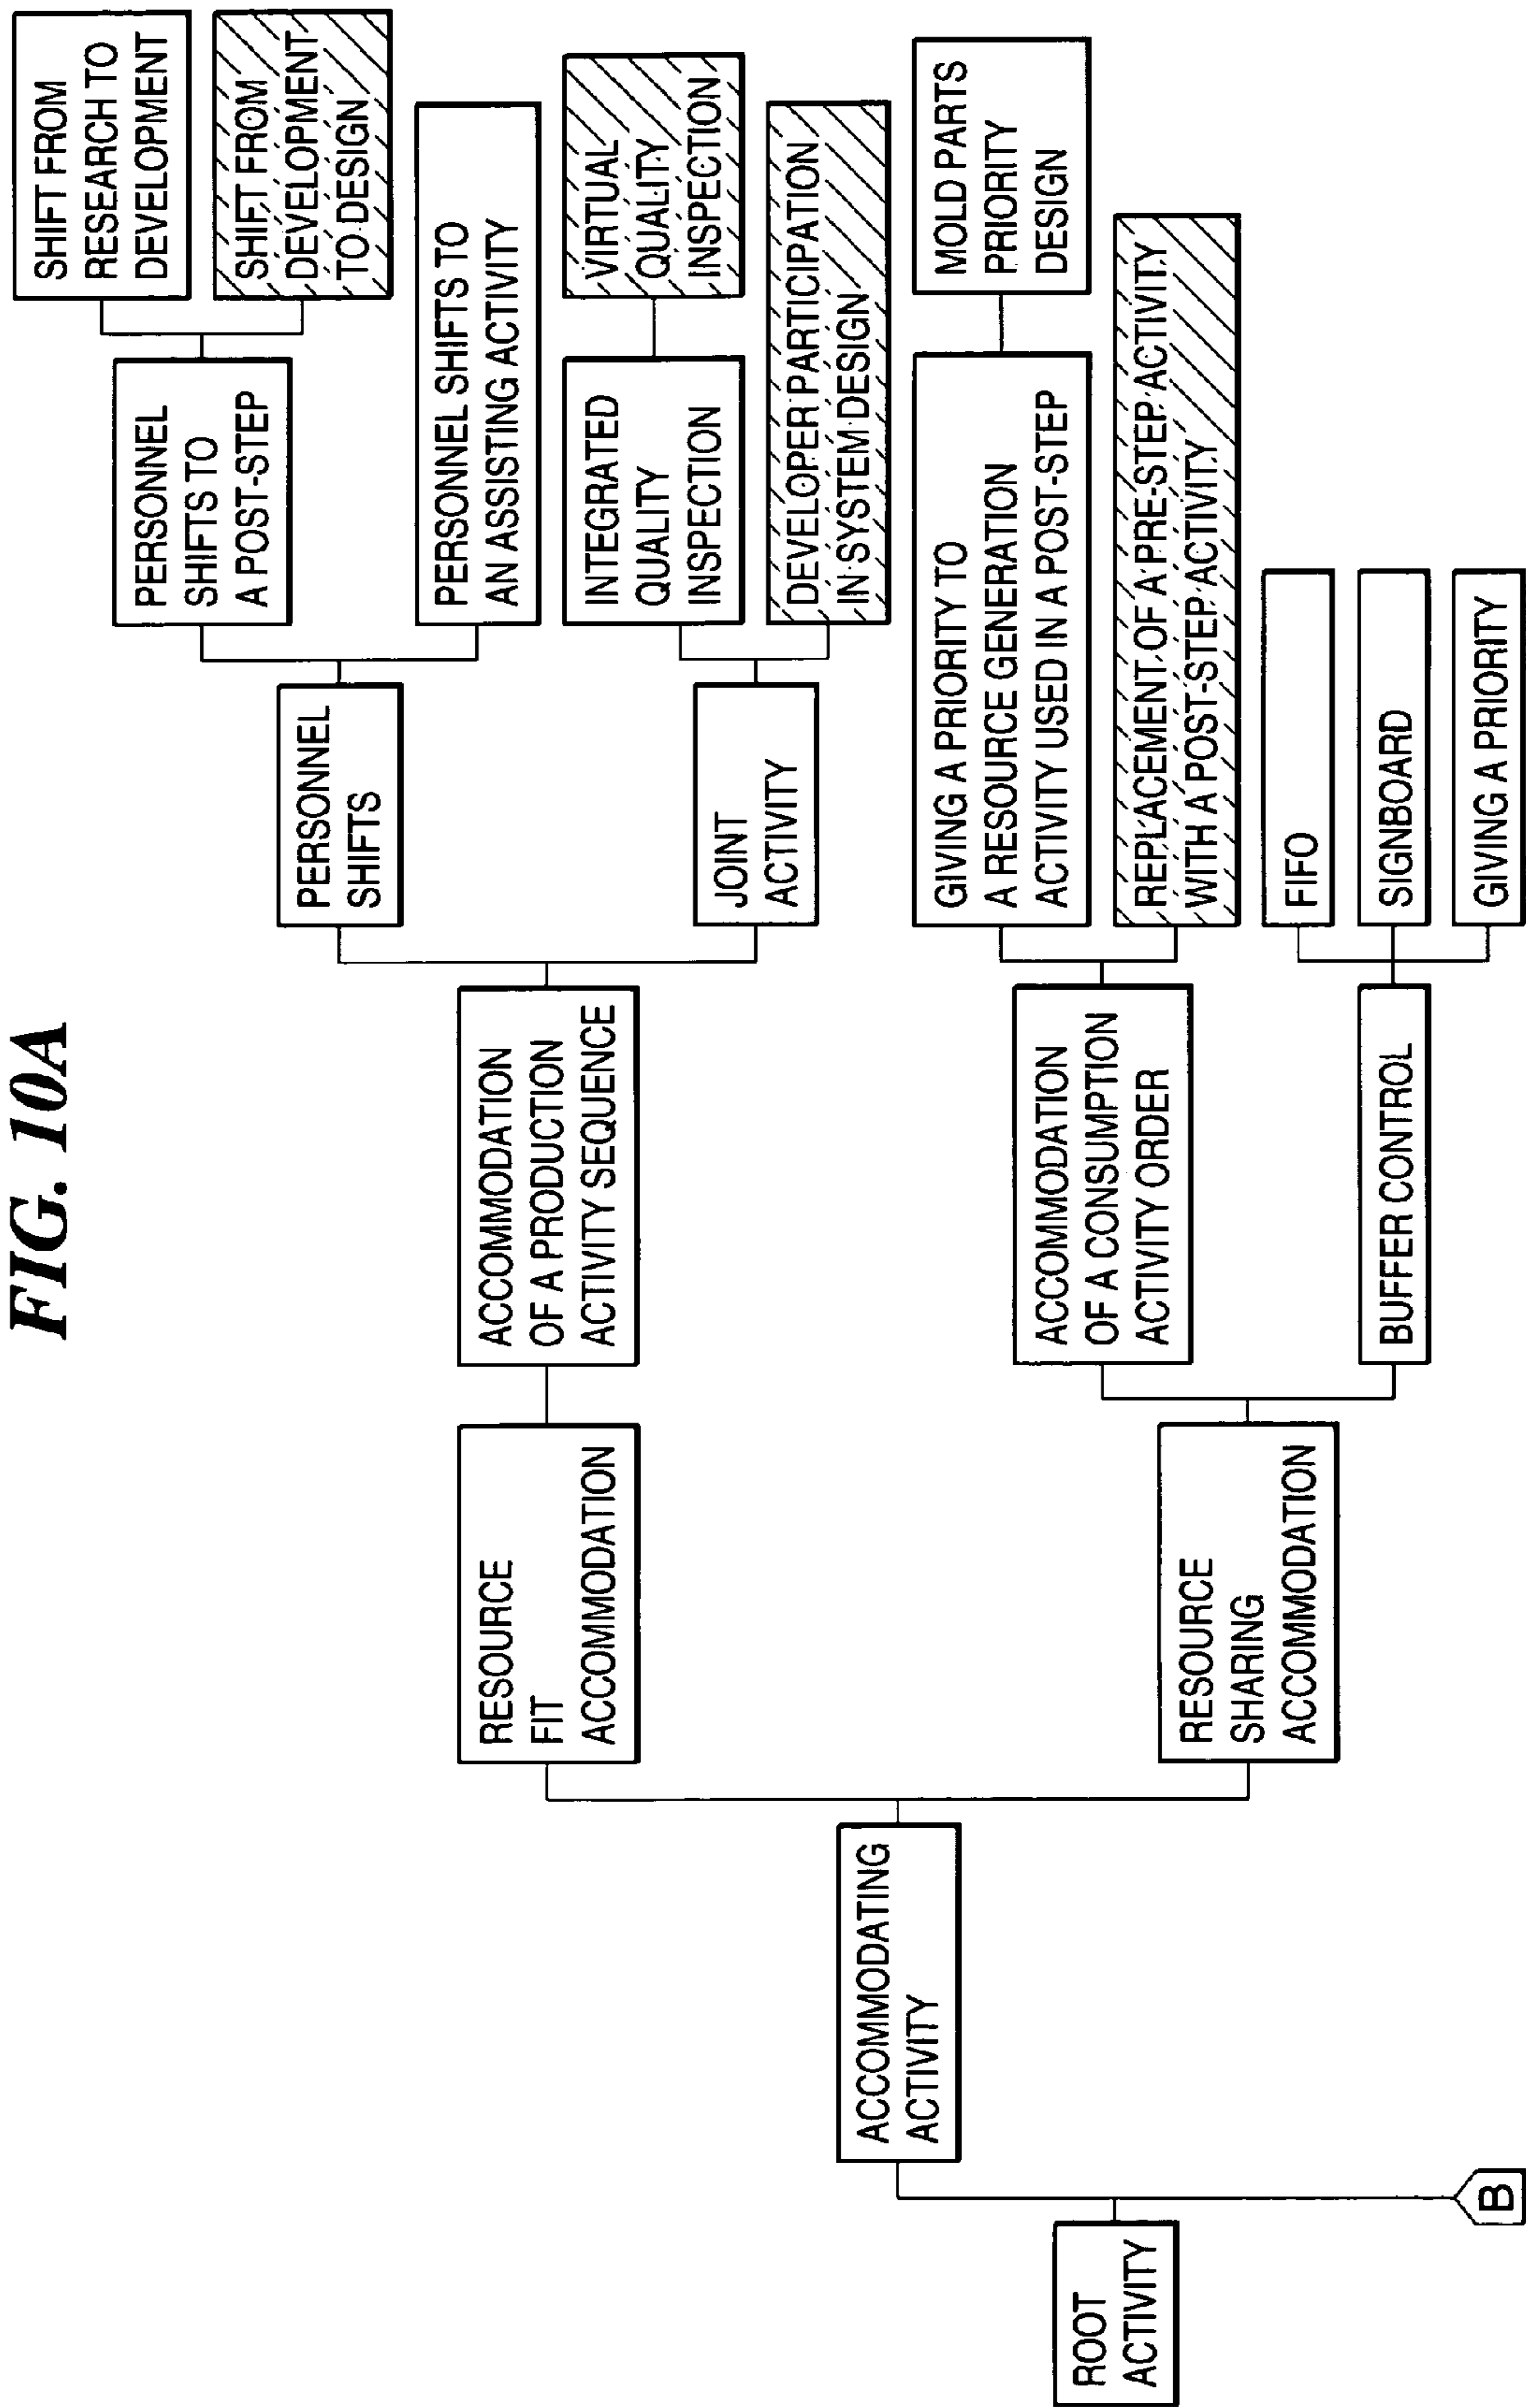 FIG. 10A
ROOT
ACTIVITY
B
ACCOMMODATING
ACTIVITY
RESOURCE
FIT
ACCOMMODATION
ACCOMMODATION
OF A PRODUCTION
ACTIVITY SEQUENCE
PERSONNEL
SHIFTS
PERSONNEL
SHIFTS TO
A POST-STEP
SHIFT FROM
RESEARCH TO
DEVELOPMENT
SHIFT FROM
DEVELOPMENT
TO DESIGN
PERSONNEL SHIFTS TO
AN ASSISTING ACTIVITY
JOINT
ACTIVITY
INTEGRATED
QUALITY
INSPECTION
VIRTUAL
QUALITY
INSPECTION
DEVELOPER PARTICIPATION
IN SYSTEM DESIGN
RESOURCE
SHARING
ACCOMMODATION
ACCOMMODATION
OF A CONSUMPTION
ACTIVITY ORDER
GIVING A PRIORITY TO
A RESOURCE GENERATION
ACTIVITY USED IN A POST-STEP
MOLD PARTS
PRIORITY
DESIGN
REPLACEMENT OF A PRE-STEP ACTIVITY
WITH A POST-STEP ACTIVITY
BUFFER CONTROL
FIFO
SIGNBOARD
GIVING A PRIORITY